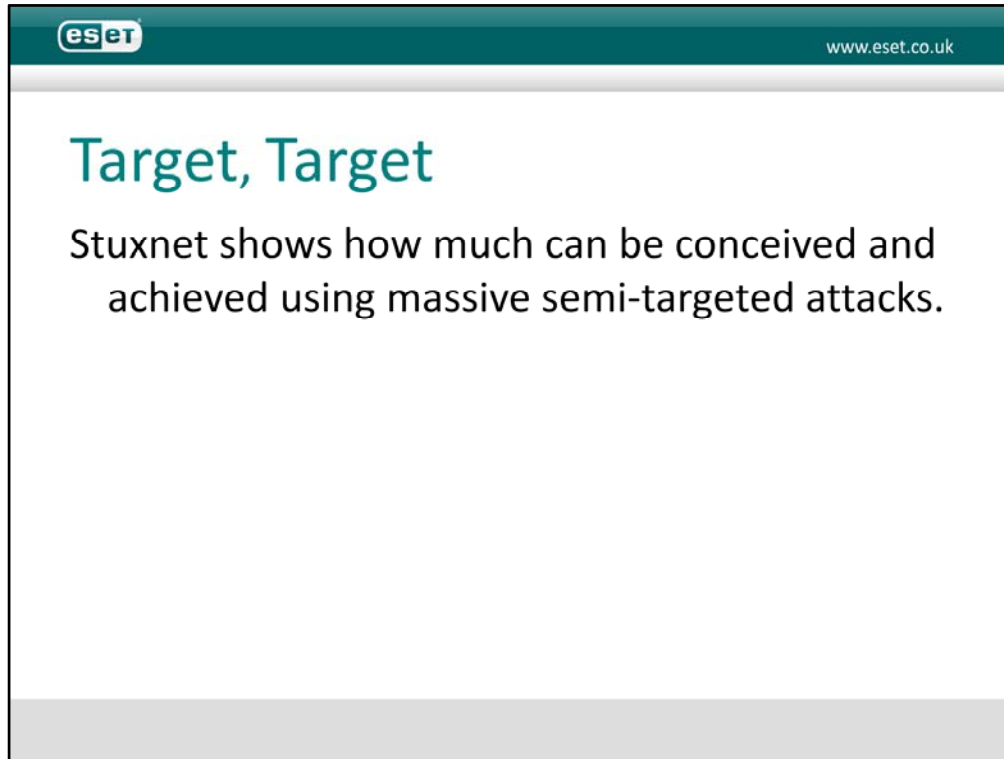 eset
www.eset.co.uk
Target, Target
Stuxnet shows how much can be conceived and
achieved using massive semi-targeted attacks.